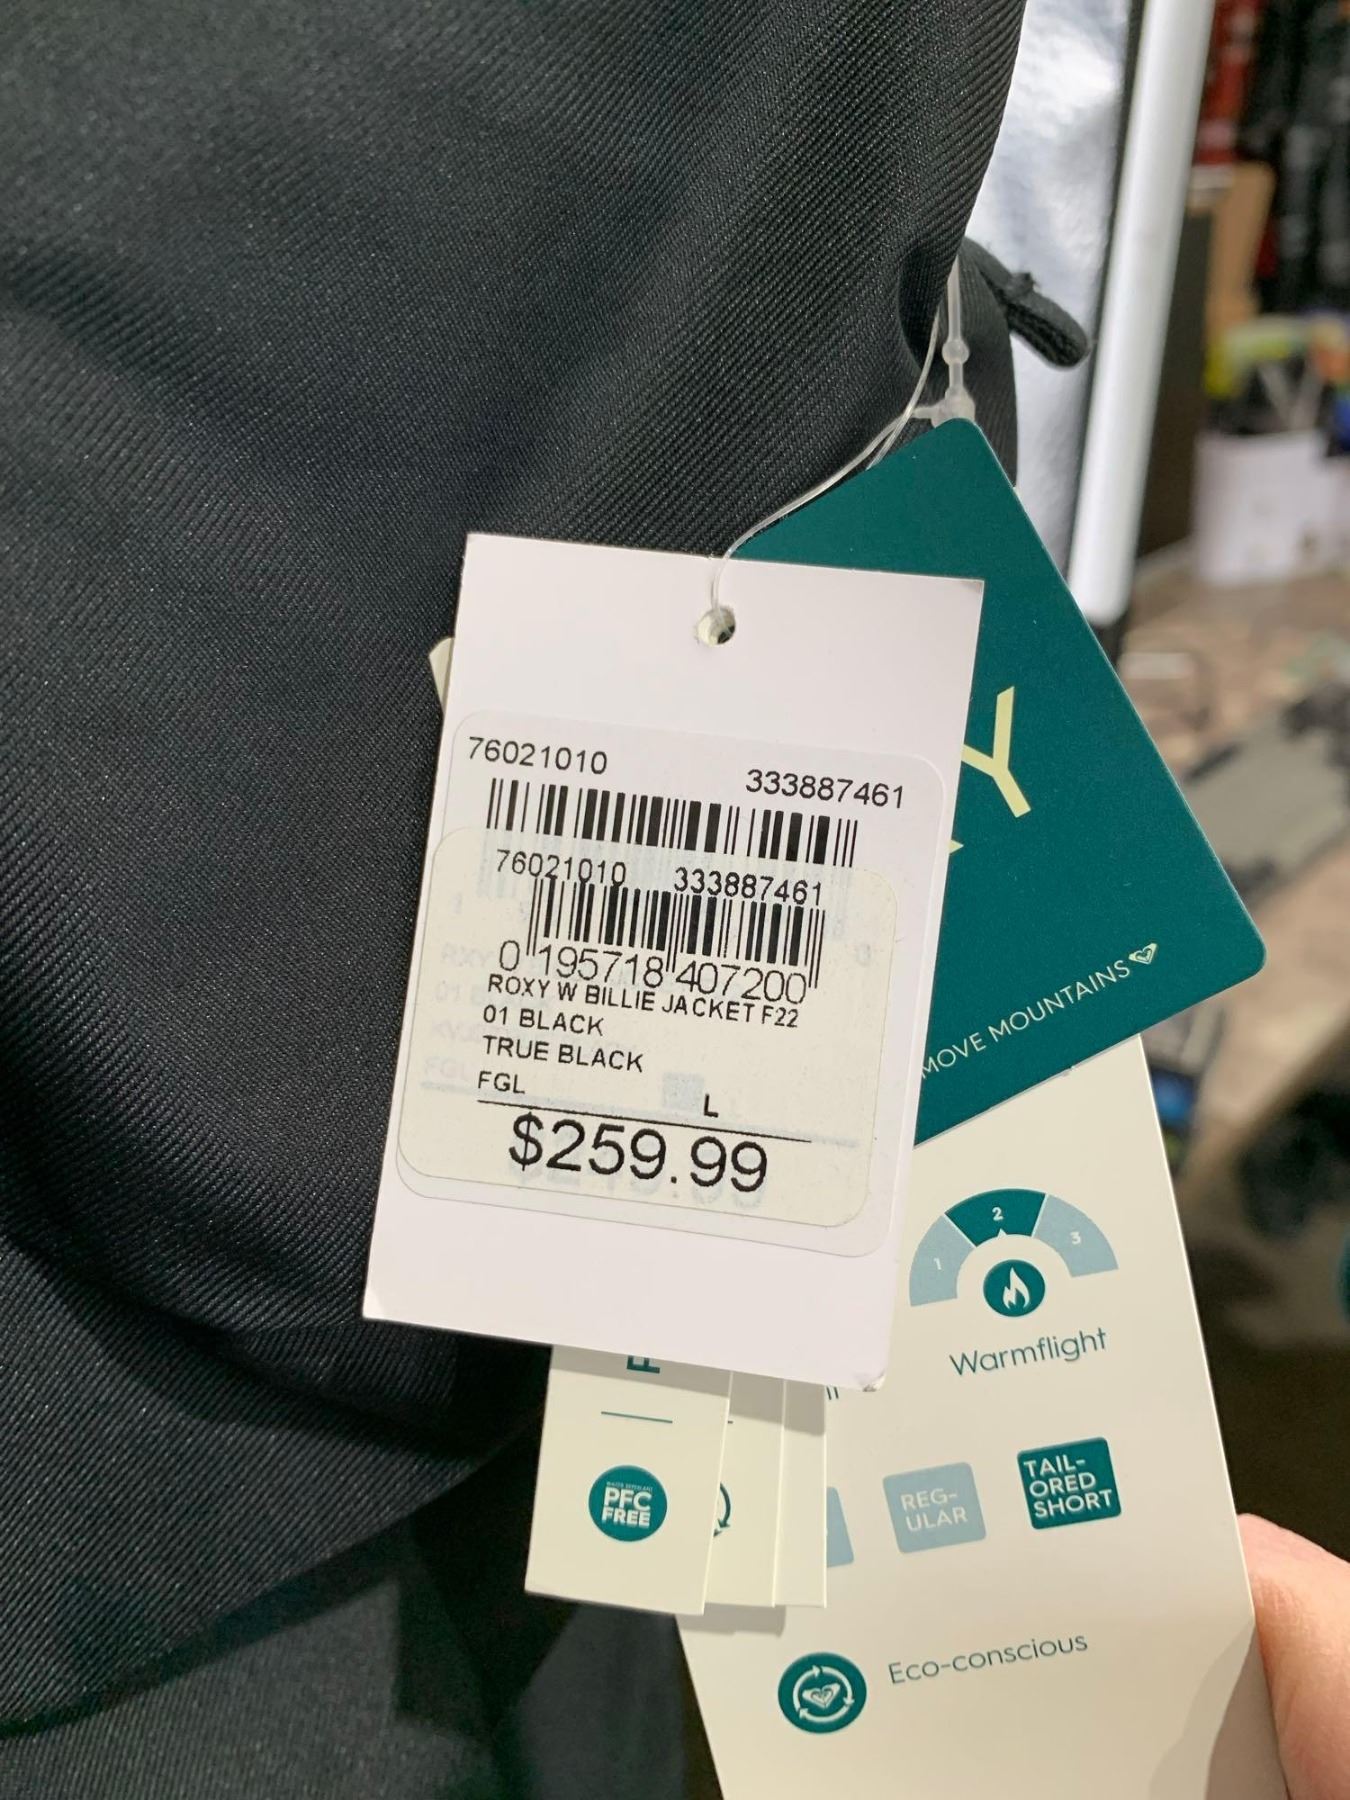 76021010 333887461
76021010 333887461
0 195718 407200
ROXY W BILLIE JACKET F22
01 BLACK
TRUE BLACK
FGL
L
$259.99
Y
MOVE MOUNTAINS
1 2 3
Warmflight
REG-
ULAR
TAIL-
ORED
SHORT
PFC
FREE
Eco-conscious